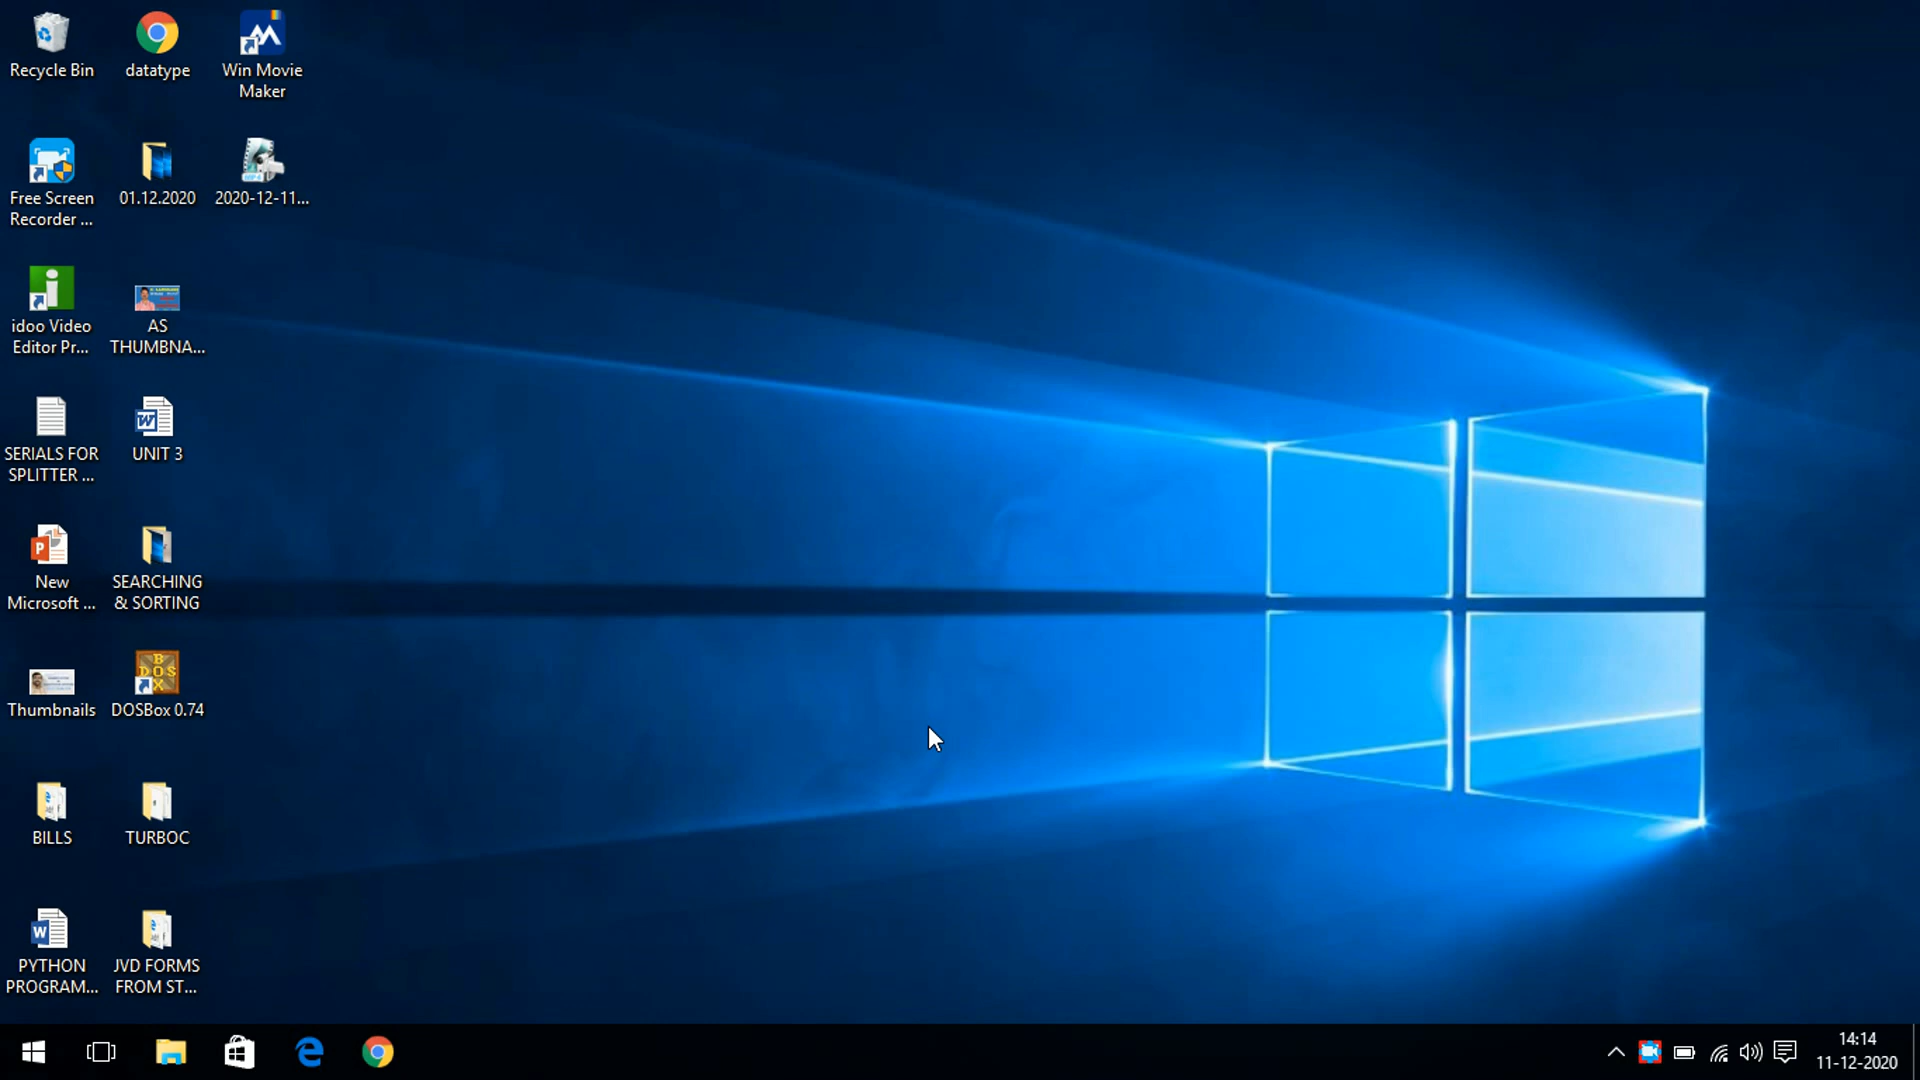 Recycle Bin
datatype
Win Movie
Maker
Free Screen
Recorder ...
01.12.2020
2020-12-11...
idoo Video
Editor Pr...
AS
THUMBNA...
SERIALS FOR
SPLITTER ...
UNIT 3
New
Microsoft ...
SEARCHING
& SORTING
Thumbnails
DOSBox 0.74
BILLS
TURBOC
PYTHON
PROGRAM...
JVD FORMS
FROM ST...
14:14
11-12-2020